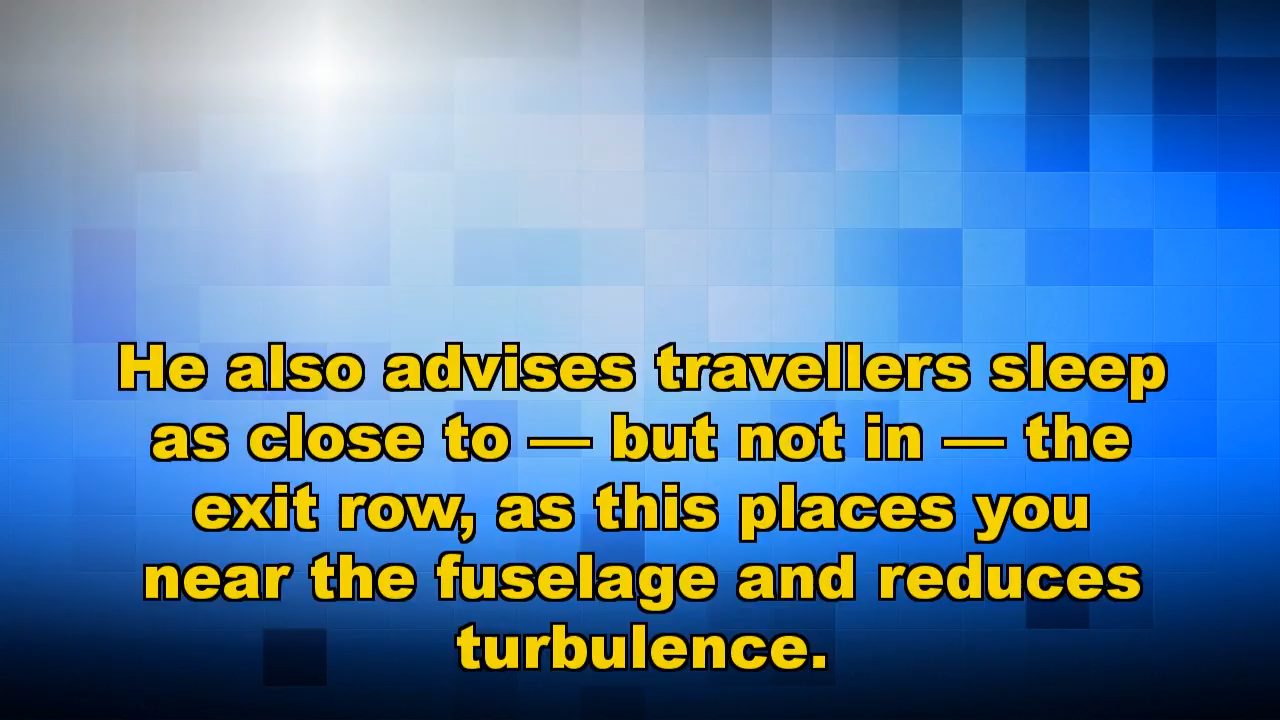 He also advises travellers sleep
as close to — but not in — the
exit row, as this places you
near the fuselage and reduces
turbulence.